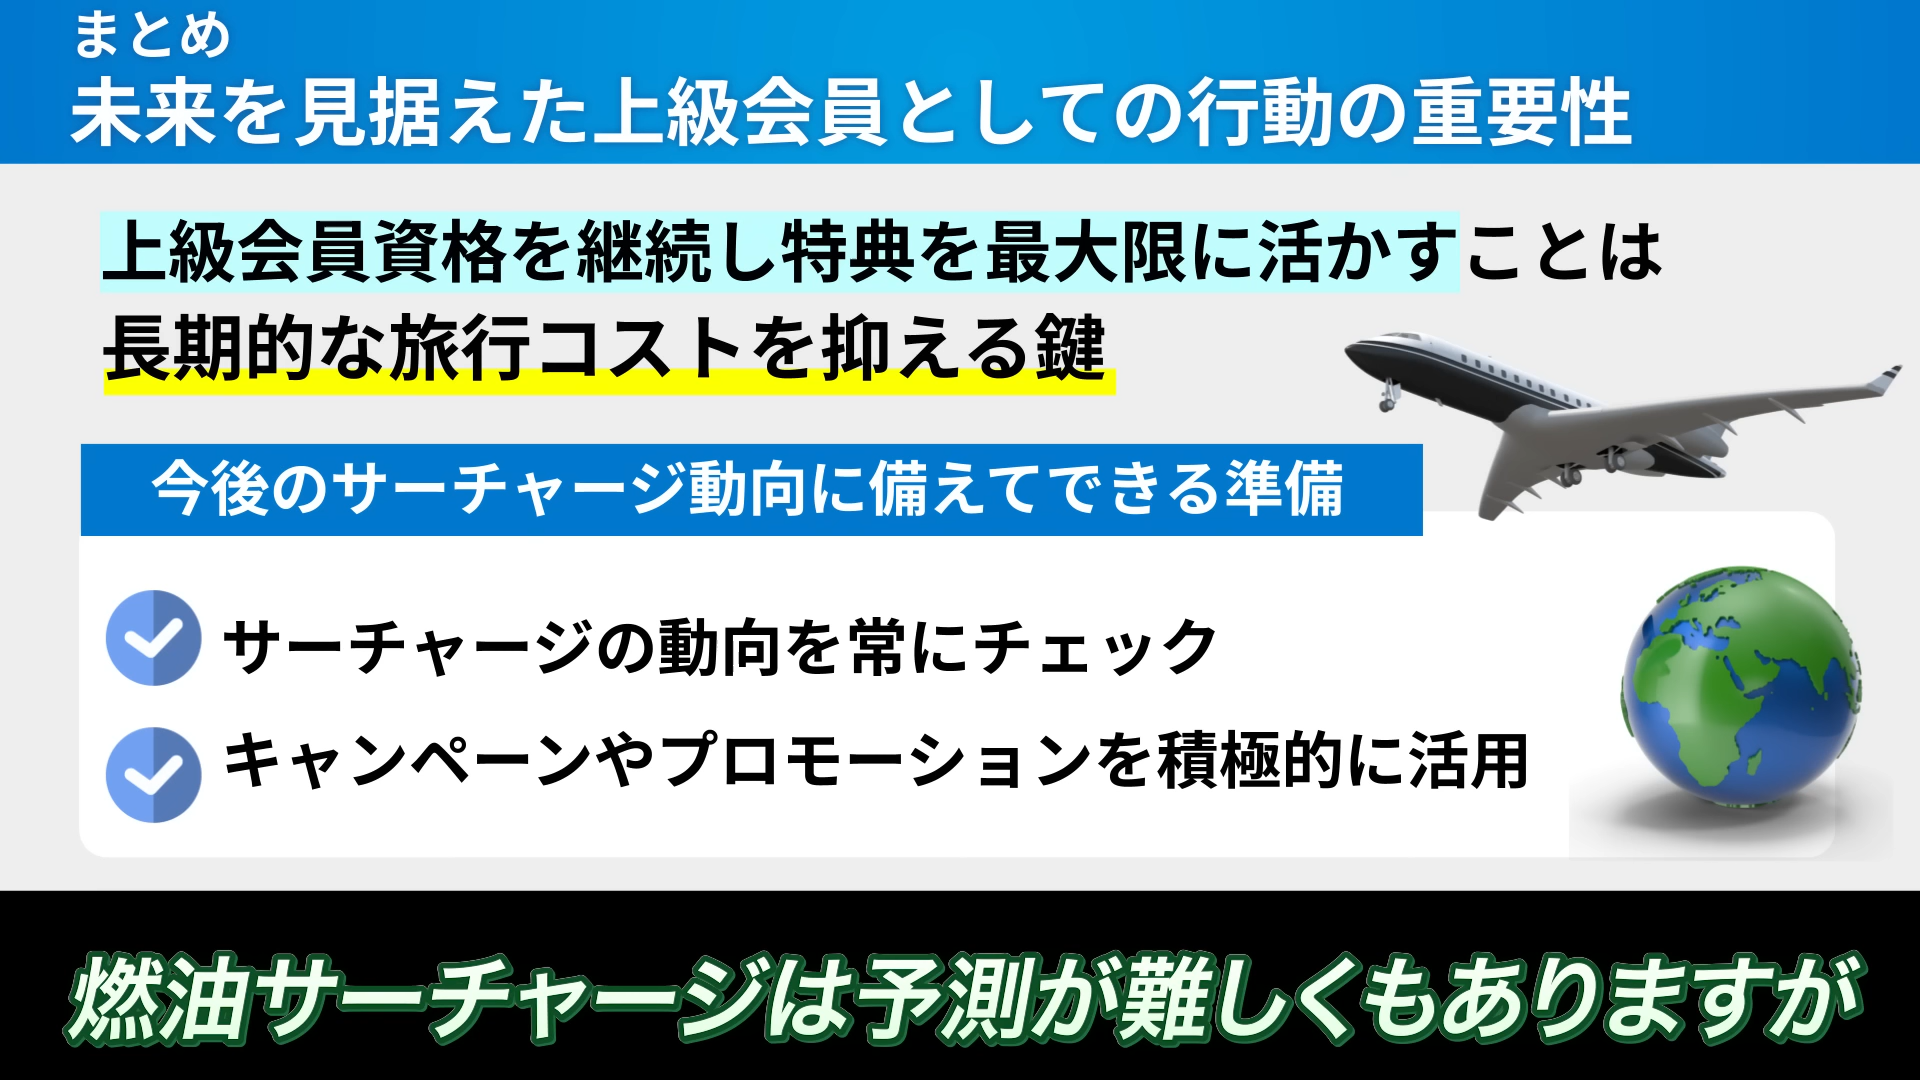 まとめ
未来を見据えた上級会員としての行動の重要性
上級会員資格を継続し特典を最大限に活かすことは
長期的な旅行コストを抑える鍵
今後のサーチャージ動向に備えてできる準備
サーチャージの動向を常にチェック
キャンペーンやプロモーションを積極的に活用
燃油サーチャージは予測が難しくもありますが